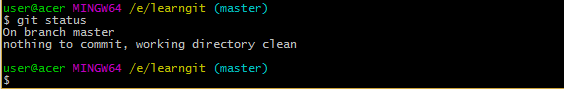 user@acer MINGW64 /e/learngit (master)
$ git status
On branch master
nothing to commit, working directory clean
user@acer MINGW64 /e/learngit (master)
$